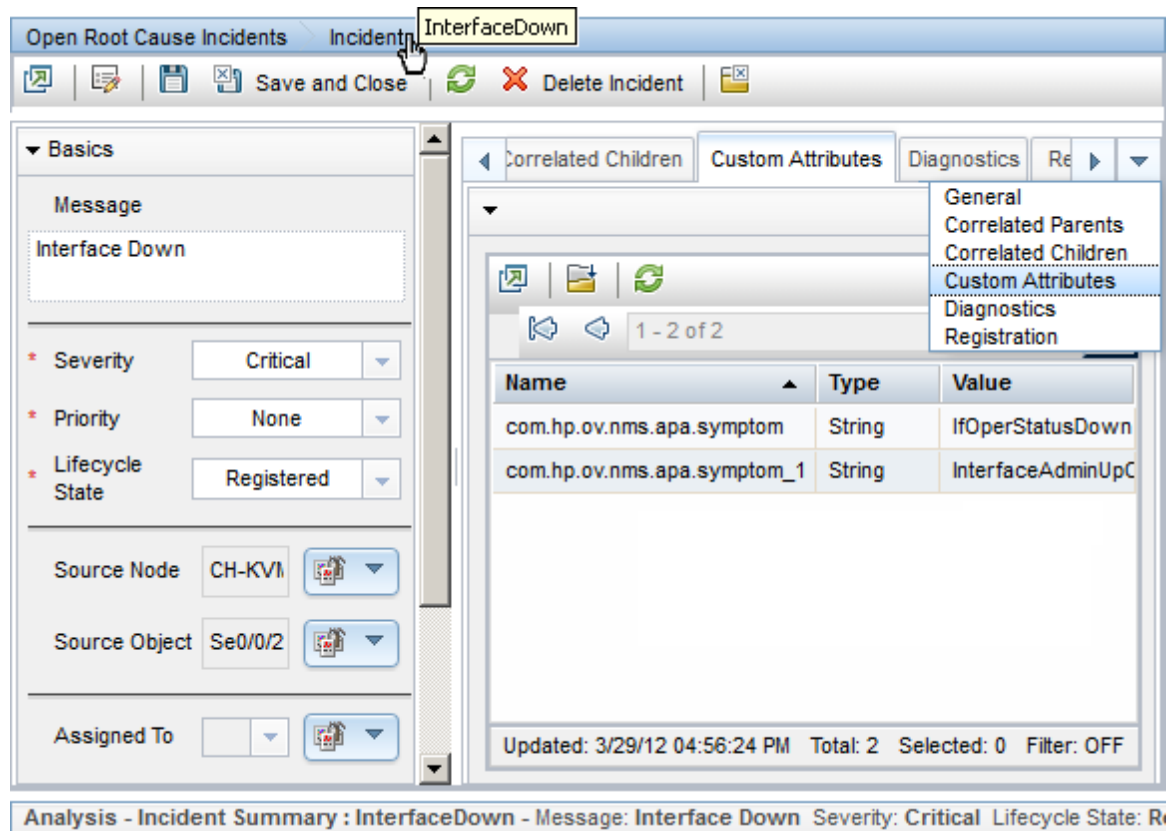 Open Root Cause Incidents Incident
InterfaceDown
Save and Close Delete Incident
Basics
Message
Interface Down
* Severity Critical
* Priority None
* Lifecycle State Registered
Source Node CH-KV
Source Object Se0/0/2
Assigned To
Correlated Children Custom Attributes Diagnostics Re
General
Correlated Parents
Correlated Children
Custom Attributes
Diagnostics
Registration
1 - 2 of 2
Name Type Value
com.hp.ov.nms.apa.symptom String IfOperStatusDown
com.hp.ov.nms.apa.symptom_1 String InterfaceAdminUp
Updated: 3/29/12 04:56:24 PM Total: 2 Selected: 0 Filter: OFF
Analysis - Incident Summary : InterfaceDown - Message: Interface Down Severity: Critical Lifecycle State: R